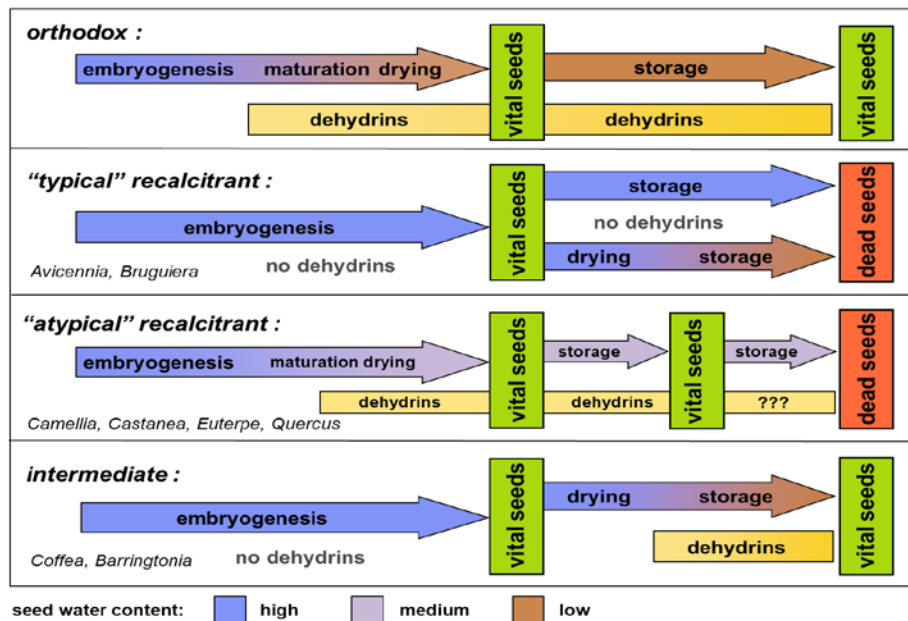 orthodox :
embryogenesis maturation drying
dehydrins
vital seeds
storage
dehydrins
vital seeds
“typical” recalcitrant :
embryogenesis
no dehydrins
Avicennia, Bruguiera
vital seeds
storage
no dehydrins
drying storage
dead seeds
“atypical” recalcitrant :
embryogenesis maturation drying
dehydrins
Camellia, Castanea, Euterpe, Quercus
vital seeds
storage
dehydrins
vital seeds
storage
???
dead seeds
intermediate :
embryogenesis
no dehydrins
Coffea, Barringtonia
vital seeds
drying storage
dehydrins
vital seeds
seed water content: high medium low